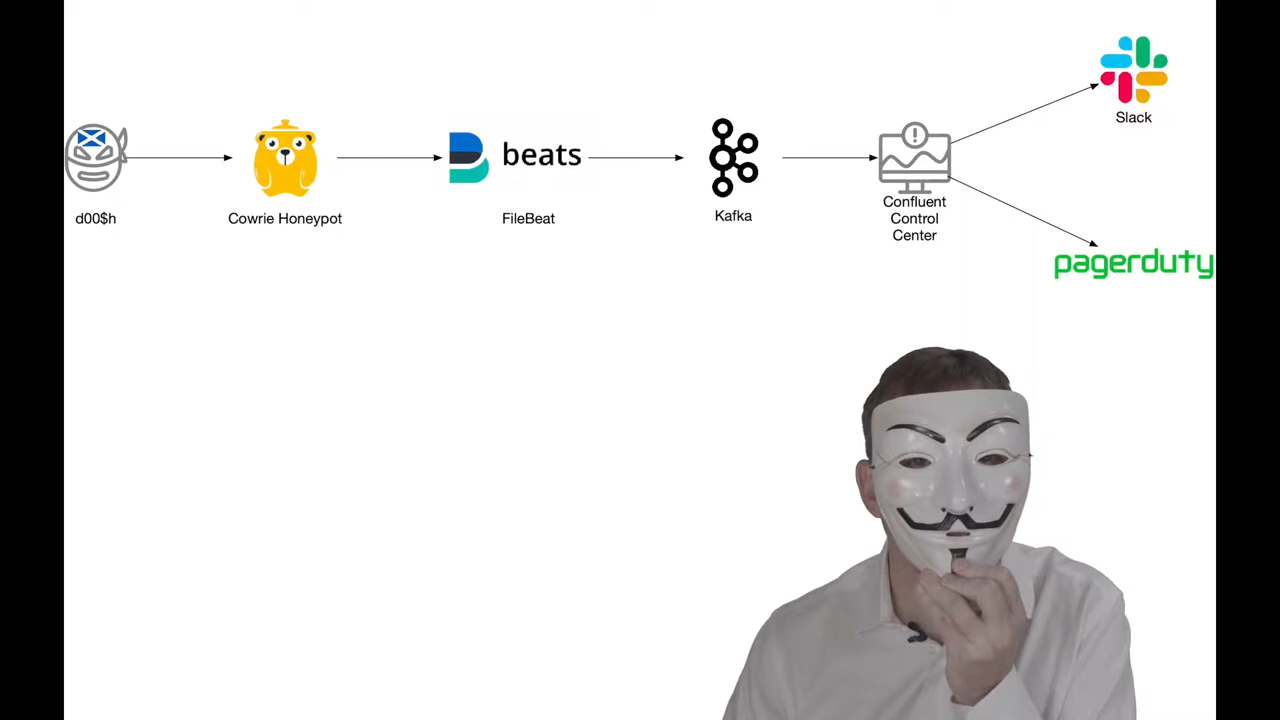 Slack
beats
pagerduty
d00$h
Cowrie Honeypot
FileBeat
Kafka
Confluent
Control
Center